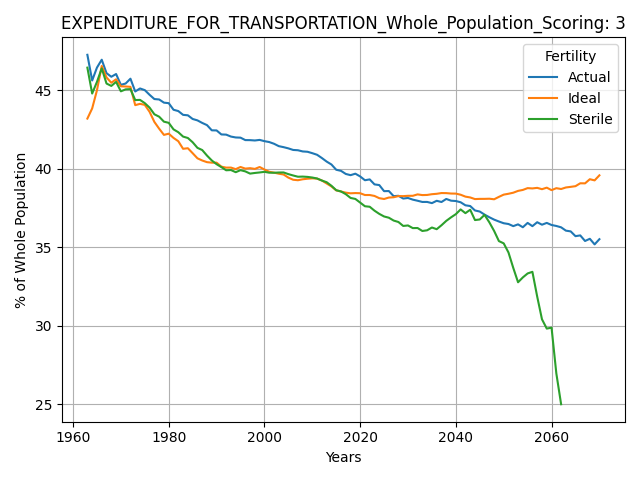 EXPENDITURE_FOR_TRANSPORTATION_Whole_Population_Scoring: 3
Fertility
Actual
Ideal
Sterile
% of Whole Population
45
40
35
30
25
1960 1980 2000 2020 2040 2060
Years